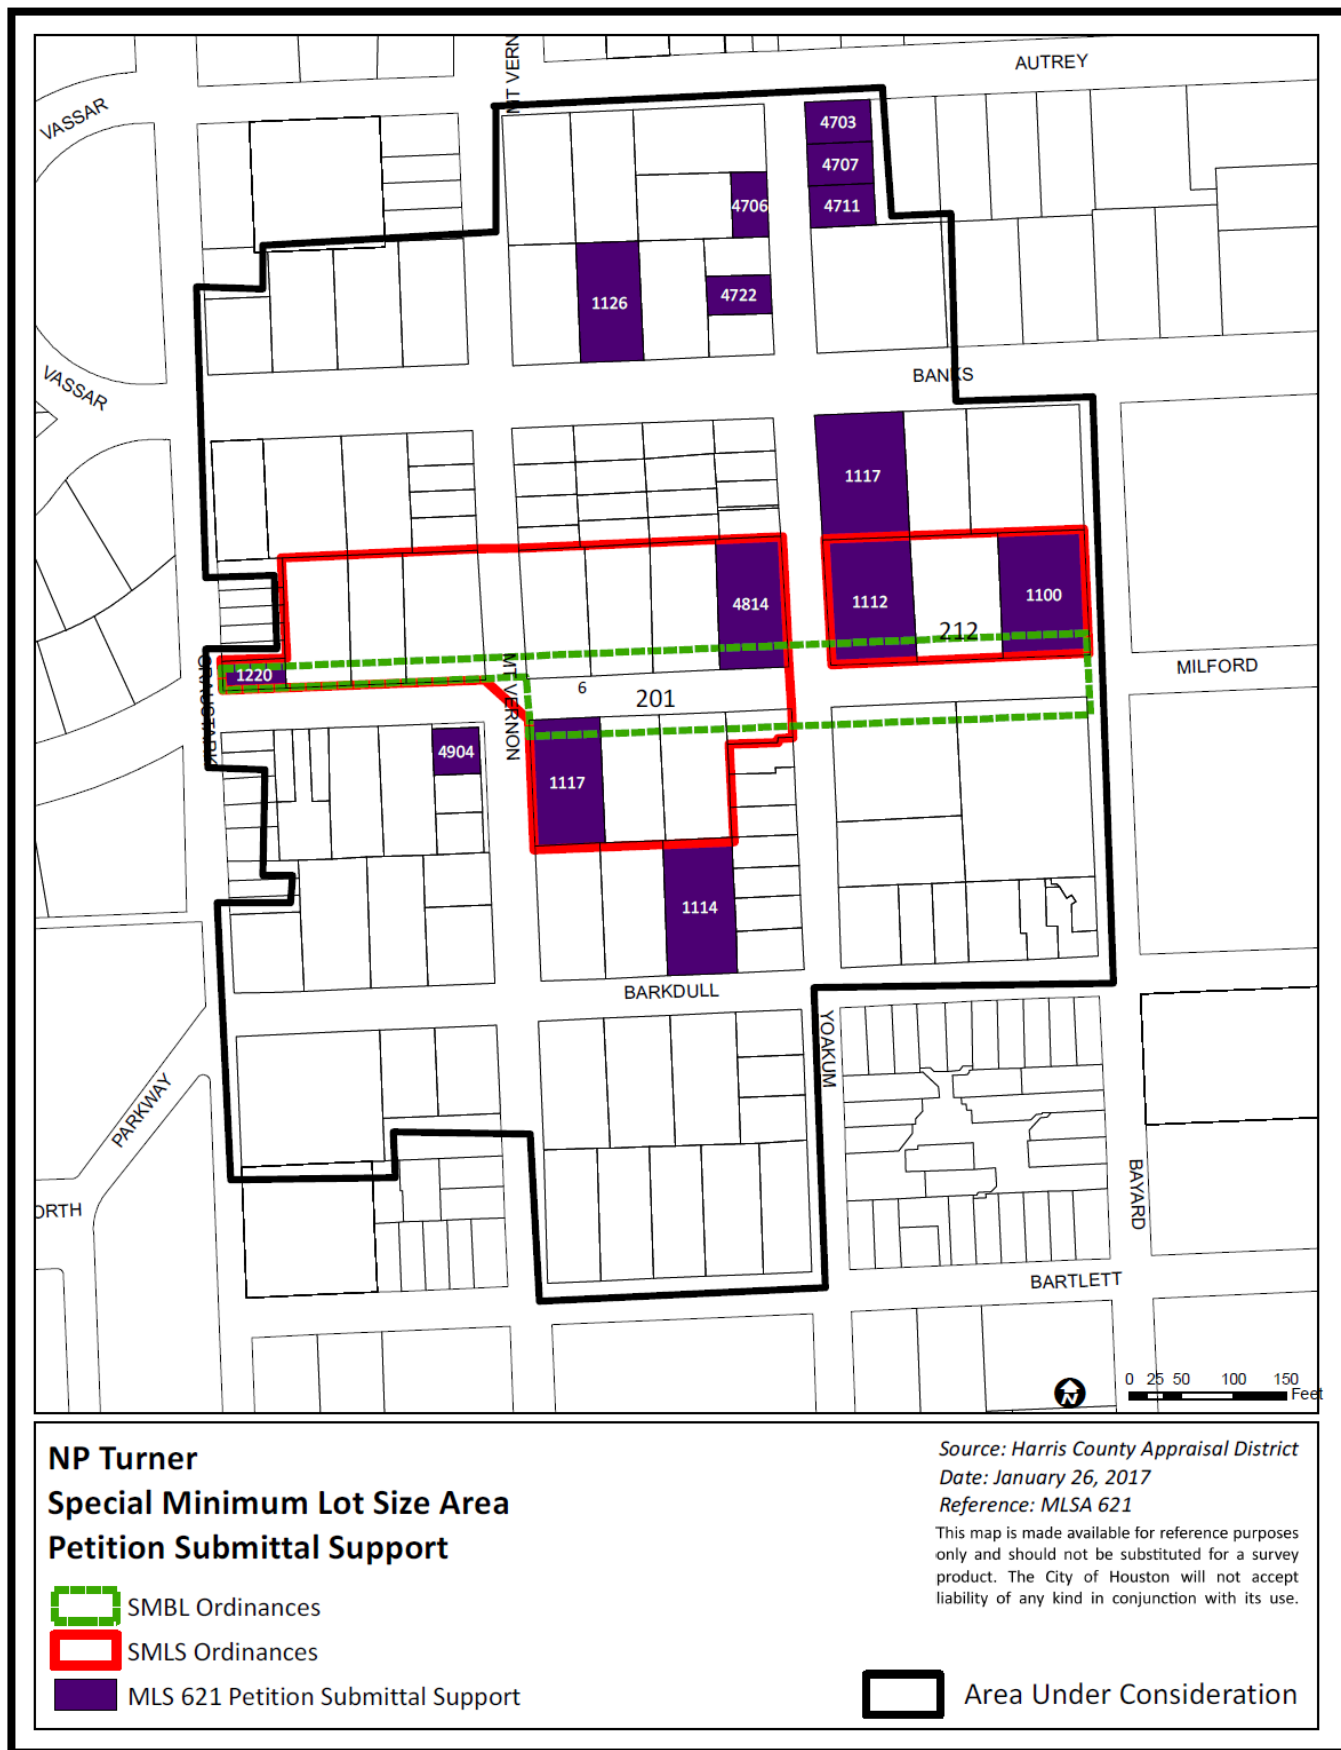 AUTREY
MT VERN
VASSAR
4703
4707
4711
4706
1126
4722
VASSAR
BANKS
1117
4814
1112
1100
212
1220
MT VERNON
6
201
MILFORD
4904
1117
1114
BARKDULL
YOAKUM
PARKWAY
ORTH
BAYARD
BARTLETT
N
0 25 50 100 150
Feet
NP Turner
Special Minimum Lot Size Area
Petition Submittal Support
SMBL Ordinances
SMLS Ordinances
MLS 621 Petition Submittal Support
Source: Harris County Appraisal District
Date: January 26, 2017
Reference: MLSA 621
This map is made available for reference purposes
only and should not be substituted for a survey
product. The City of Houston will not accept
liability of any kind in conjunction with its use.
Area Under Consideration